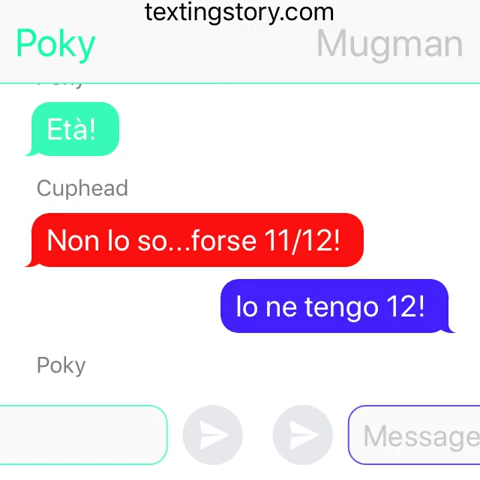 textingstory.com
Poky Mugman
Età!
Cuphead
Non lo so...forse 11/12!
Io ne tengo 12!
Poky
Message